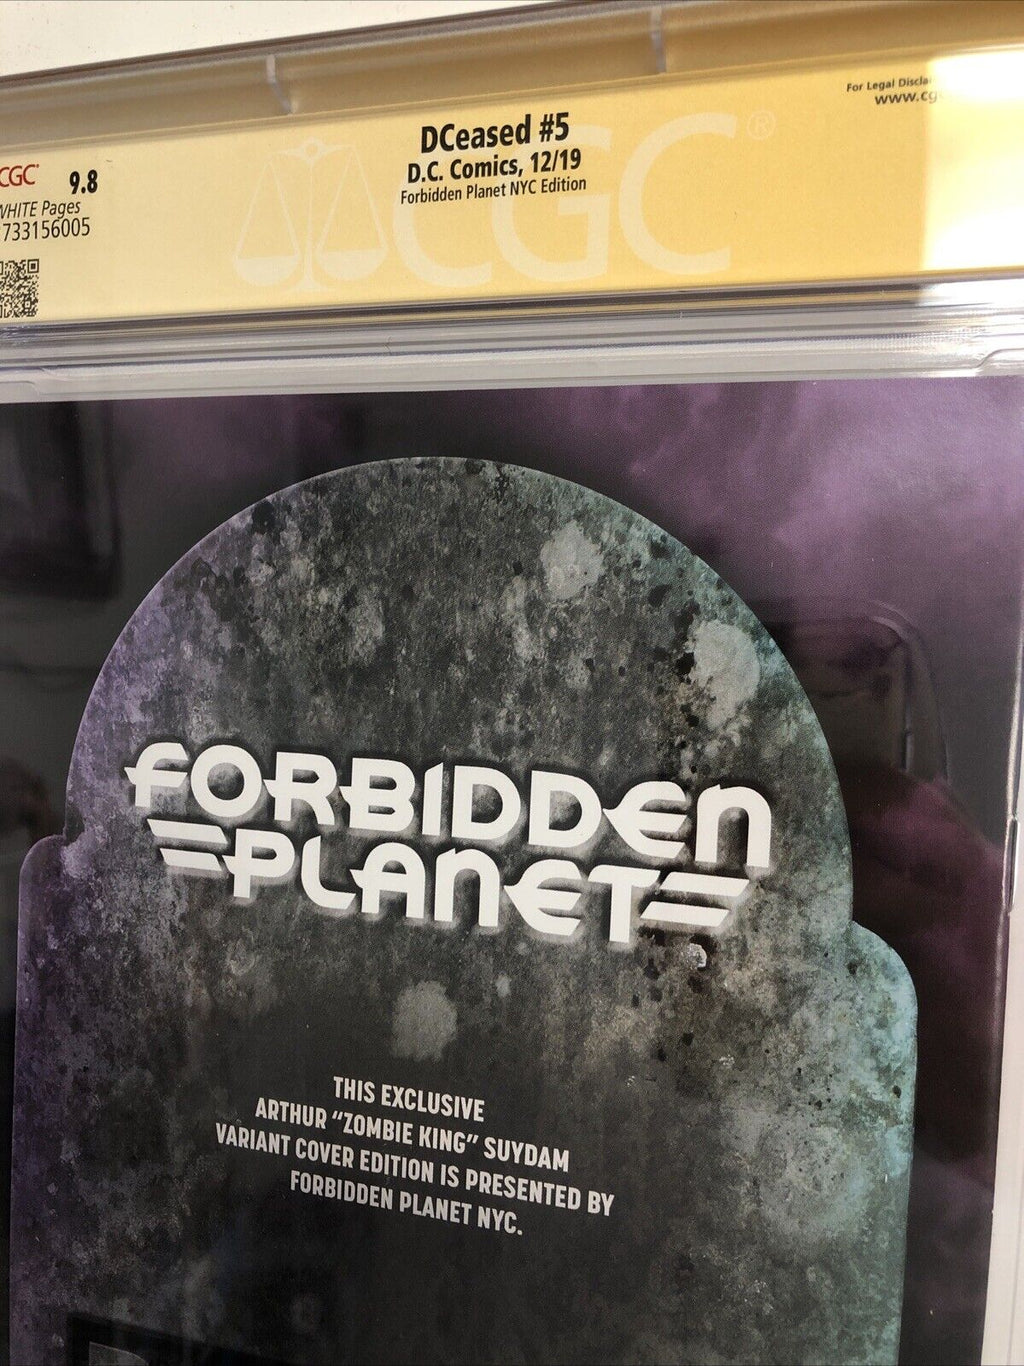 For Legal
www.cg
DCeased #5
D.C. Comics, 12/19
Forbidden Planet NYC Edition
CGC 9.8
WHITE Pages
733156005
CGC®
FORBIDDEN
PLANET
THIS EXCLUSIVE
ARTHUR “ZOMBIE KING” SUYDAM
VARIANT COVER EDITION IS PRESENTED BY
FORBIDDEN PLANET NYC.